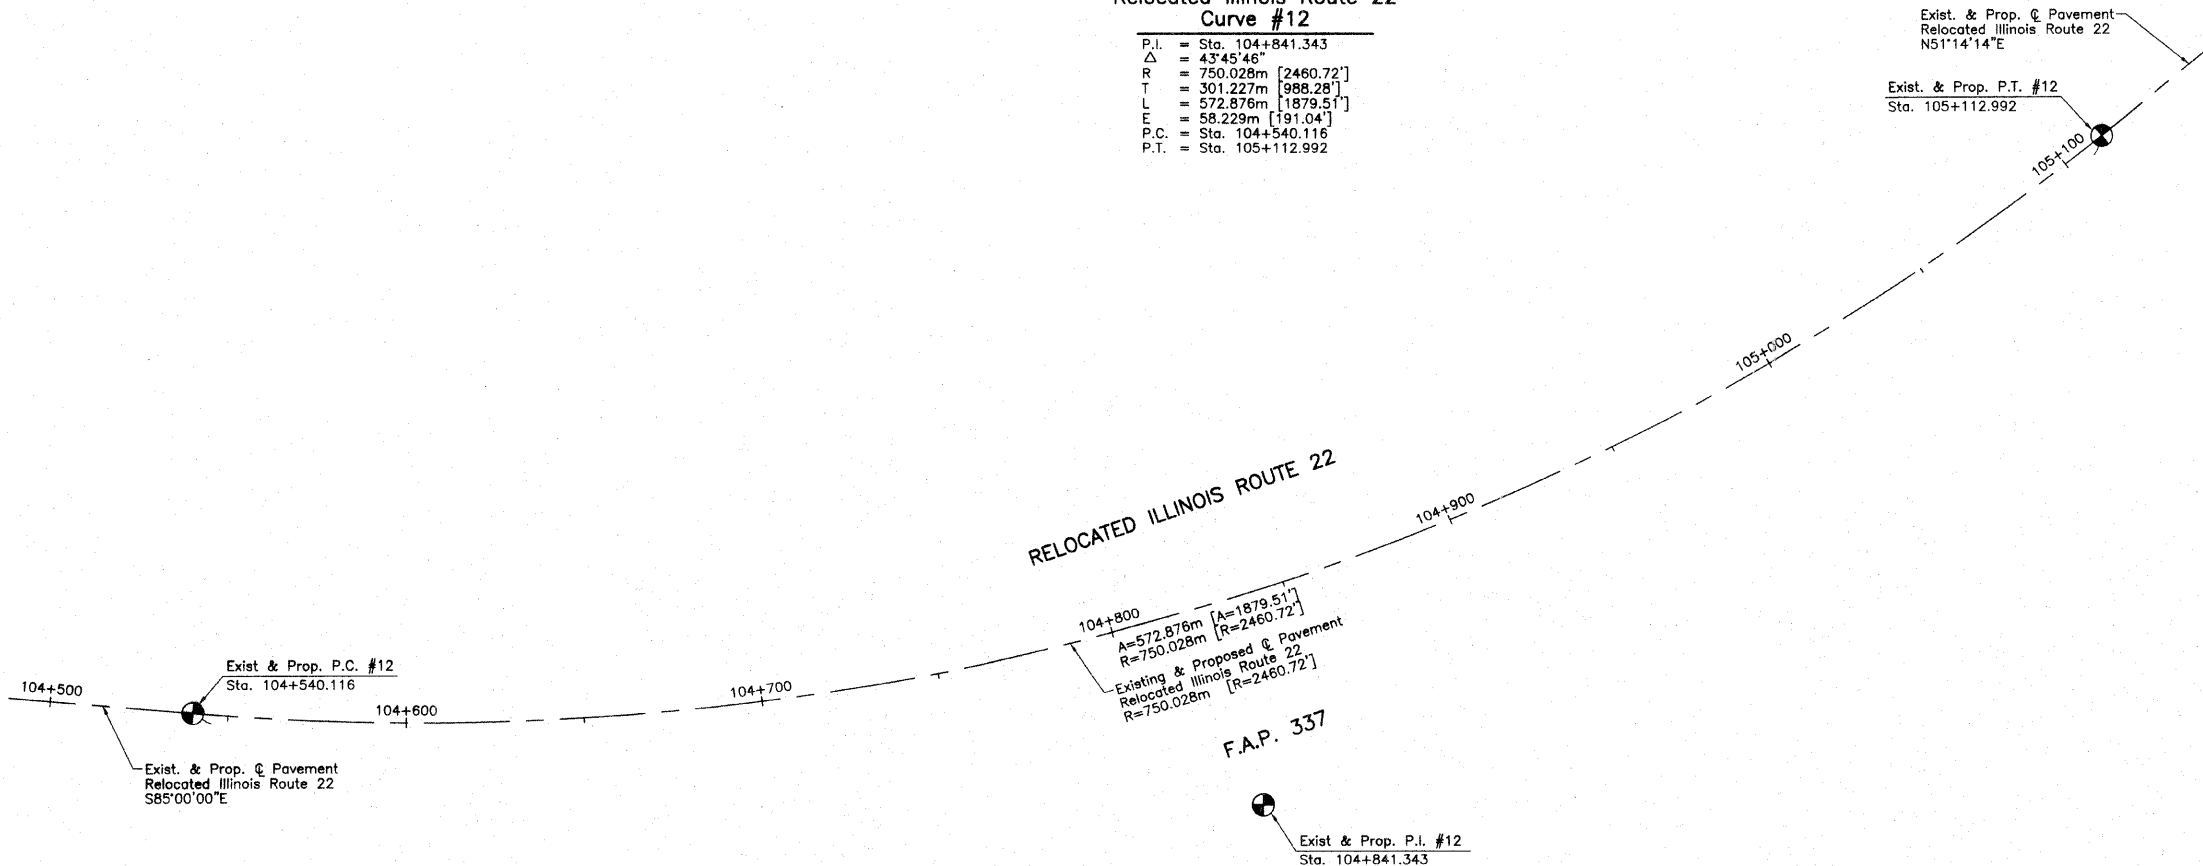 Relocated Illinois Route 22
Curve #12
P.I. = Sta. 104+841.343
△ = 43°45'46"
R = 750.028m [2460.72']
T = 301.227m [988.28']
L = 572.876m [1879.51']
E = 58.229m [191.04']
P.C. = Sta. 104+540.116
P.T. = Sta. 105+112.992
Exist. & Prop. ℄ Pavement
Relocated Illinois Route 22
N51°14'14"E
Exist. & Prop. P.T. #12
Sta. 105+112.992
105+100
105+000
104+900
RELOCATED ILLINOIS ROUTE 22
104+800
A=572.876m [A=1879.51']
R=750.028m [R=2460.72']
Existing & Proposed ℄ Pavement
Relocated Illinois Route 22
R=750.028m [R=2460.72']
104+700
104+600
Exist & Prop. P.C. #12
Sta. 104+540.116
104+500
Exist. & Prop. ℄ Pavement
Relocated Illinois Route 22
S85°00'00"E
F.A.P. 337
Exist & Prop. P.I. #12
Sta. 104+841.343